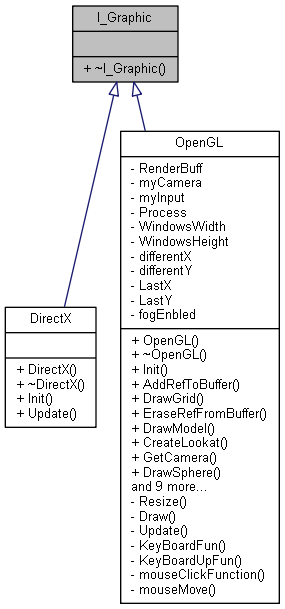 I_Graphic
+ ~I_Graphic()
OpenGL
- RenderBuff
- myCamera
- myInput
- Process
- WindowsWidth
- WindowsHeight
- differentX
- differentY
- LastX
- LastY
- fogEnbled
+ OpenGL()
+ ~OpenGL()
+ Init()
+ AddRefToBuffer()
+ DrawGrid()
+ EraseRefFromBuffer()
+ DrawModel()
+ CreateLookat()
+ GetCamera()
+ DrawSphere()
and 9 more...
- Resize()
- Draw()
- Update()
- KeyBoardFun()
- KeyBoardUpFun()
- mouseClickFunction()
- mouseMove()
DirectX
+ DirectX()
+ ~DirectX()
+ Init()
+ Update()